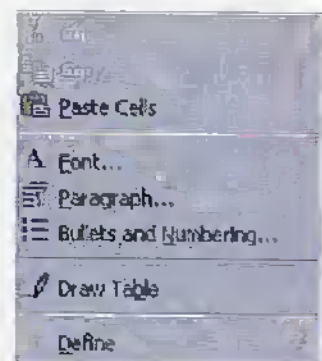 Paste Cells
Font...
Paragraph...
Bullets and Numbering...
Draw Table
Define